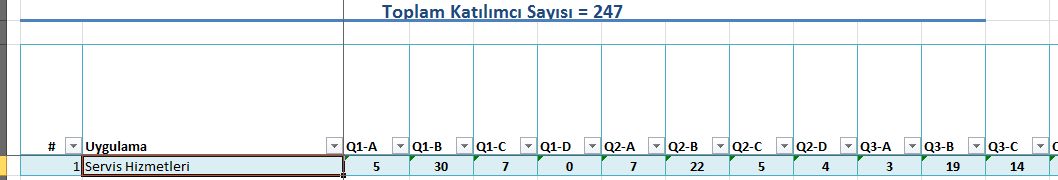 Toplam Katılımcı Sayısı = 247
# Uygulama Q1-A Q1-B Q1-C Q1-D Q2-A Q2-B Q2-C Q2-D Q3-A Q3-B Q3-C
1 Servis Hizmetleri 5 30 7 0 7 22 5 4 3 19 14